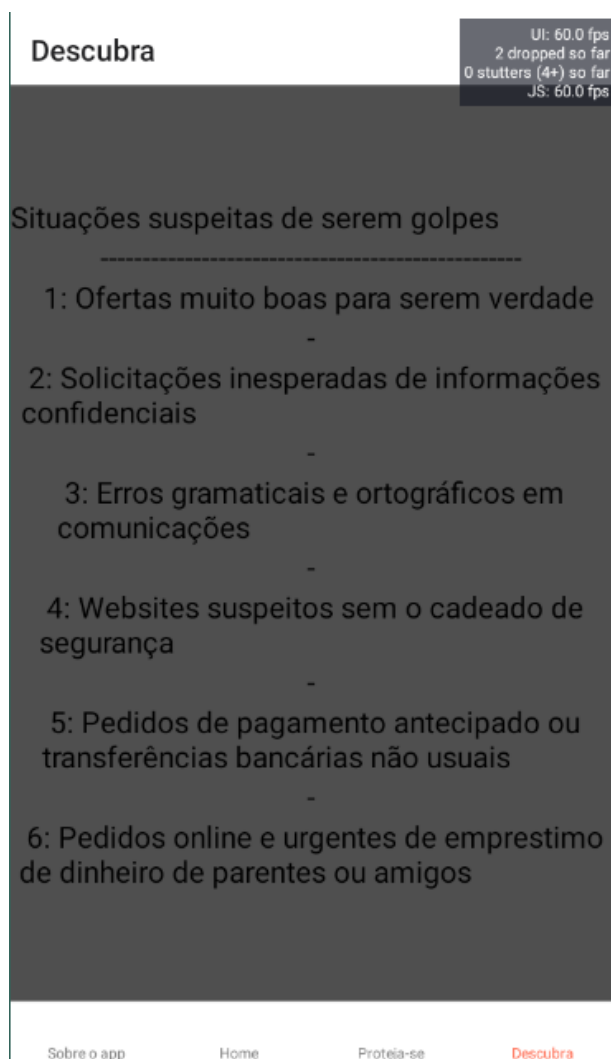 Descubra
UI: 60.0 fps
2 dropped so far
0 stutters (4+) so far
JS: 60.0 fps
Situações suspeitas de serem golpes
--------------------------------------------------
1: Ofertas muito boas para serem verdade
-
2: Solicitações inesperadas de informações
confidenciais
-
3: Erros gramaticais e ortográficos em
comunicações
-
4: Websites suspeitos sem o cadeado de
segurança
-
5: Pedidos de pagamento antecipado ou
transferências bancárias não usuais
-
6: Pedidos online e urgentes de emprestimo
de dinheiro de parentes ou amigos
Sobre o app
Home
Proteja-se
Descubra